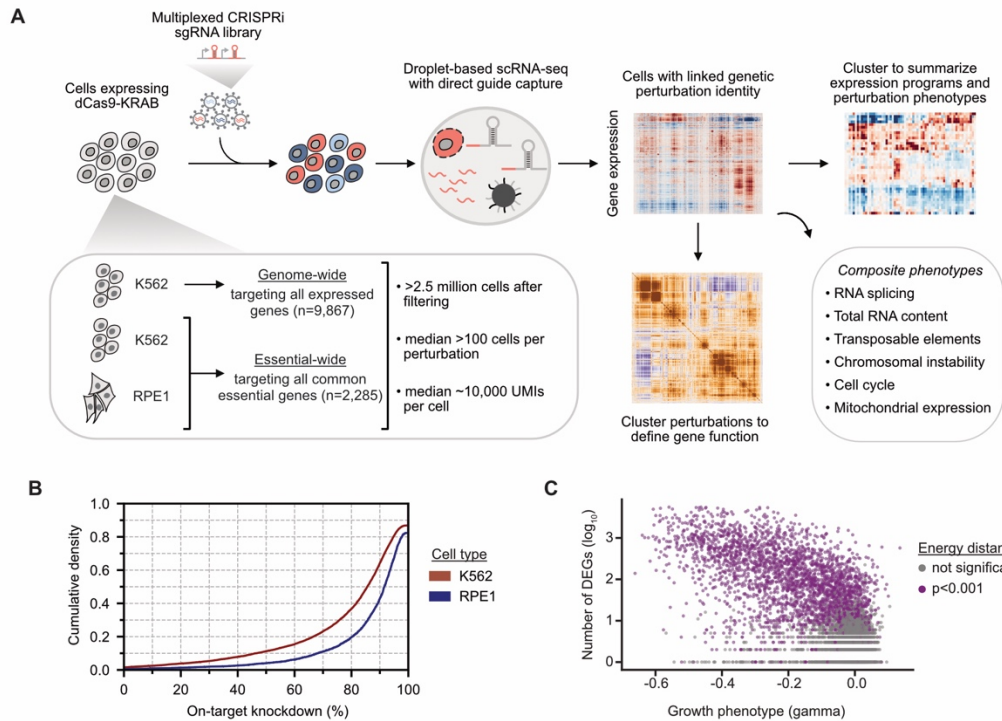 A
Multiplexed CRISPRi
sgRNA library
Cells expressing
dCas9-KRAB
Droplet-based scRNA-seq
with direct guide capture
Cells with linked genetic
perturbation identity
Cluster to summarize
expression programs and
perturbation phenotypes
Gene expression
K562
Genome-wide
targeting all expressed
genes (n=9,867)
K562
RPE1
Essential-wide
targeting all common
essential genes (n=2,285)
• >2.5 million cells after
filtering
• median >100 cells per
perturbation
• median ~10,000 UMIs
per cell
Cluster perturbations to
define gene function
Composite phenotypes
• RNA splicing
• Total RNA content
• Transposable elements
• Chromosomal instability
• Cell cycle
• Mitochondrial expression
B
Cumulative density
1.0
0.8
0.6
0.4
0.2
0.0
0 20 40 60 80 100
On-target knockdown (%)
Cell type
K562
RPE1
C
Number of DEGs (log10)
3
2
1
0
-0.6 -0.4 -0.2 0.0
Growth phenotype (gamma)
Energy distan
not significa
p<0.001